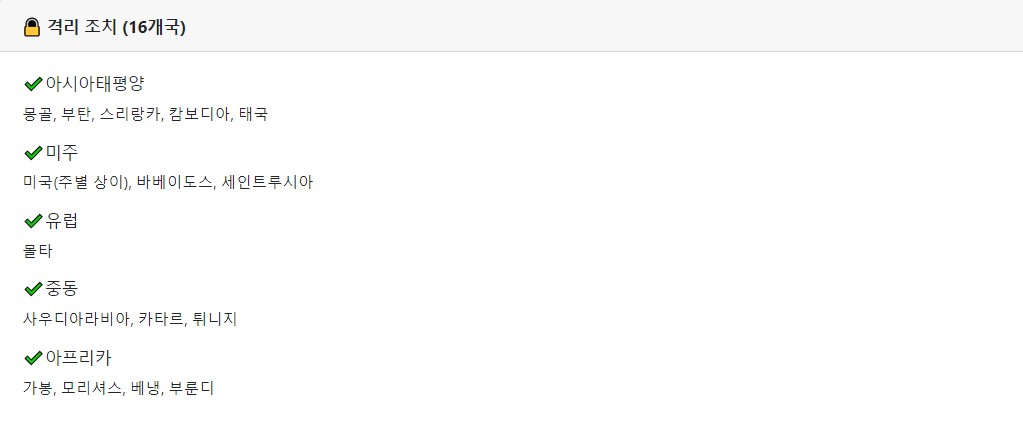 격리 조치 (16개국)
아시아태평양
몽골, 부탄, 스리랑카, 캄보디아, 태국
미주
미국(주별 상이), 바베이도스, 세인트루시아
유럽
몰타
중동
사우디아라비아, 카타르, 튀니지
아프리카
가봉, 모리셔스, 베냉, 부룬디